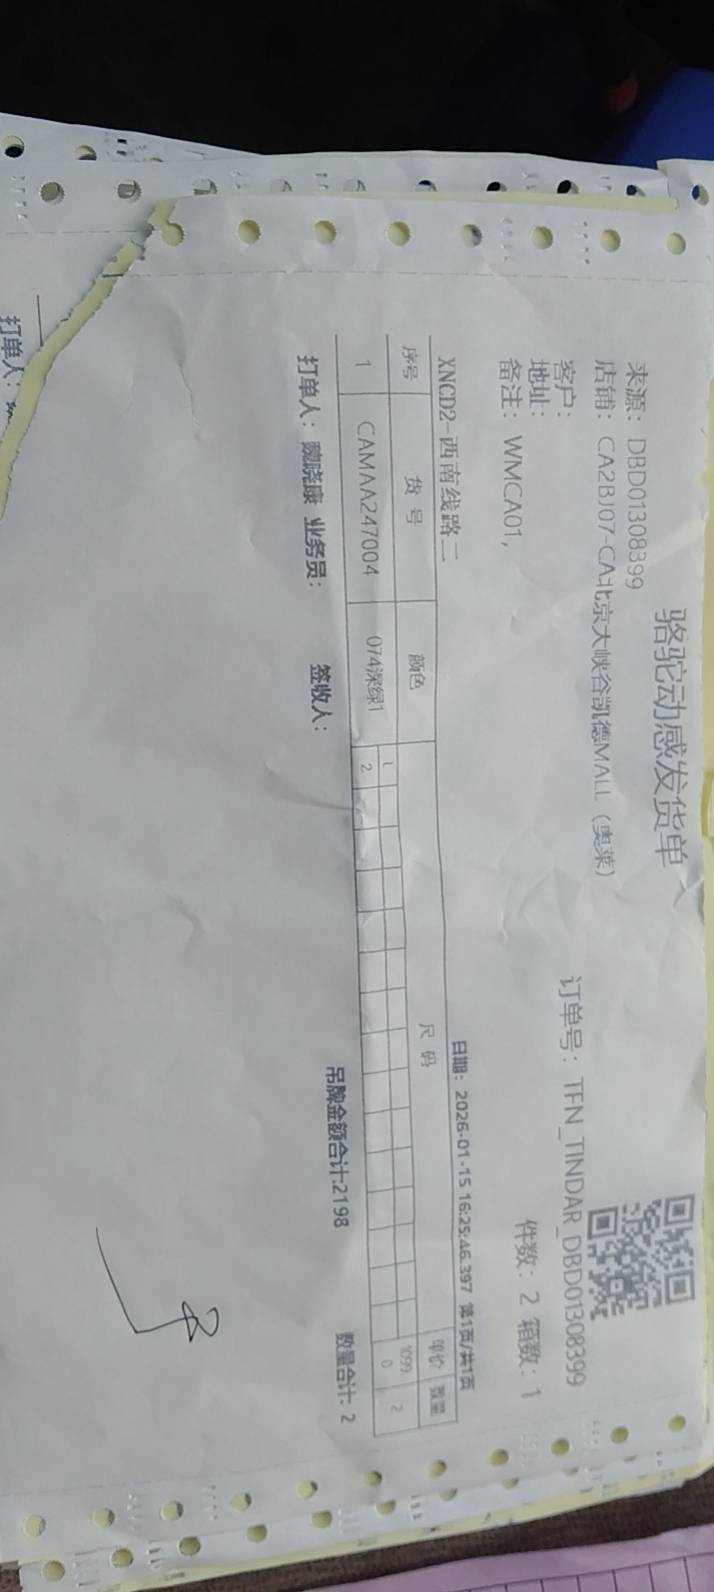 骆驼动感发货单
来源：DBD01308399
订单号：TFN_TINDAR_DBD01308399
店铺：CA2BJ07-CA北京大峡谷凯德MALL（奥莱）
客户：
件数：2 箱数：1
地址：
备注：WMCA01,
日期：2026-01-15 16:25:46.397 第1页/共1页
XNCD2-西南线路二
序号 货号 颜色 尺码 单价 数量
L
1 CAMAA247004 074深绿1 2 1099.0 2
吊牌金额合计:2198 数量合计: 2
打单人：魏晓康 业务员： 签收人：
打单人：